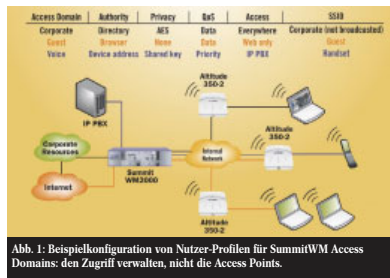 Access Domain Authority Privacy QoS Access SSID
Corporate Directory AES Data Everywhere Corporate (not broadcasted)
Guest Browser None Data Web only Guest
Voice Device address Shared key Priority IP PBX Handset
Altitude
350-2
IP PBX
Altitude
350-2
Corporate
Resources
Internal
Network
Summit
WM2000
Internet
Altitude
350-2
Abb. 1: Beispielkonfiguration von Nutzer-Profilen für SummitWM Access
Domains: den Zugriff verwalten, nicht die Access Points.